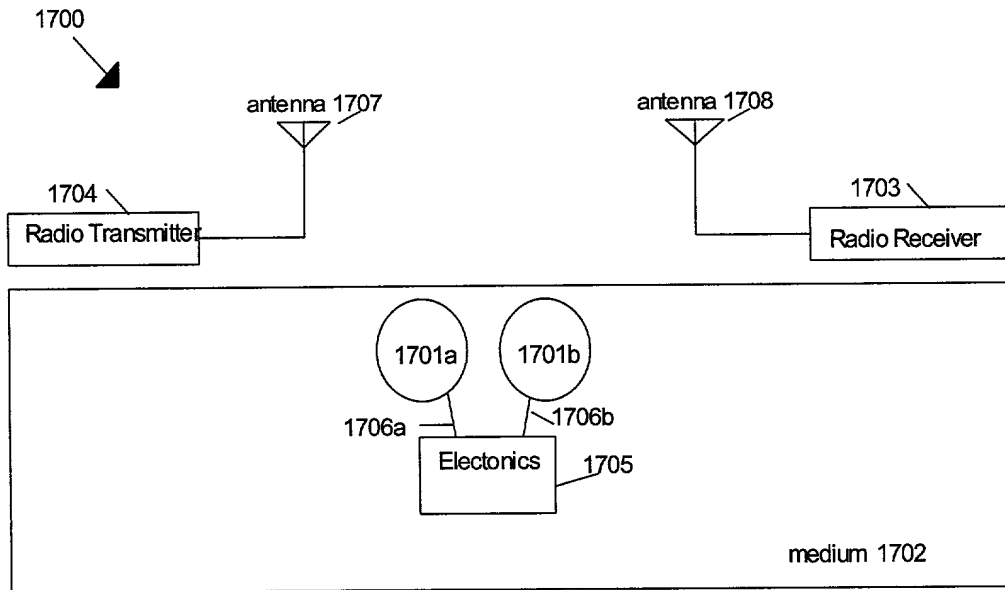 1700
antenna 1707
antenna 1708
1704
1703
Radio Transmitter
Radio Receiver
1701a
1701b
1706a
1706b
Electonics
1705
medium 1702